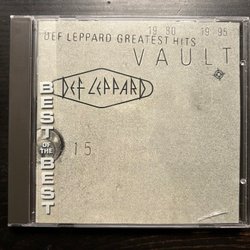 19 80 19 95
DEF LEPPARD GREATEST HITS
VAULT
DEF LEPPARD
BEST
OF THE
BEST
15